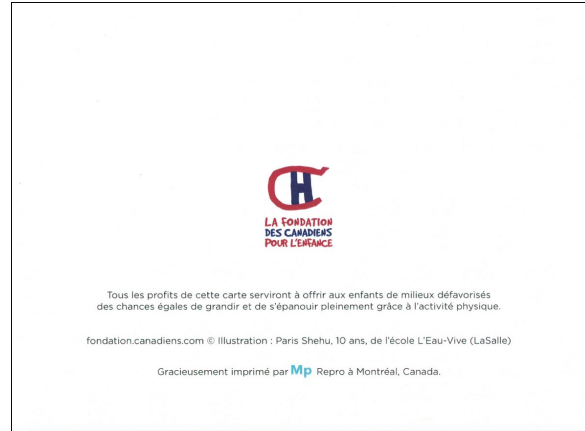 CH
LA FONDATION
DES CANADIENS
POUR L'ENFANCE
Tous les profits de cette carte serviront à offrir aux enfants de milieux défavorisés
des chances égales de grandir et de s'épanouir pleinement grâce à l'activité physique.
fondation.canadiens.com © Illustration : Paris Shehu, 10 ans, de l'école L'Eau-Vive (LaSalle)
Gracieusement imprimé par Mp Repro à Montréal, Canada.